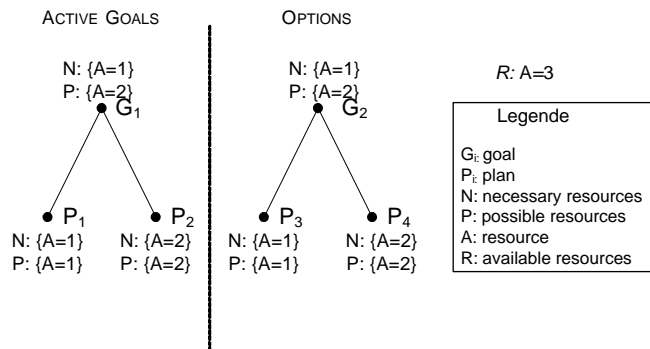 ACTIVE GOALS
N: {A=1}
P: {A=2}
G1
P1
N: {A=1}
P: {A=1}
P2
N: {A=2}
P: {A=2}
OPTIONS
N: {A=1}
P: {A=2}
G2
P3
N: {A=1}
P: {A=1}
P4
N: {A=2}
P: {A=2}
R: A=3
Legende
Gi: goal
Pi: plan
N: necessary resources
P: possible resources
A: resource
R: available resources